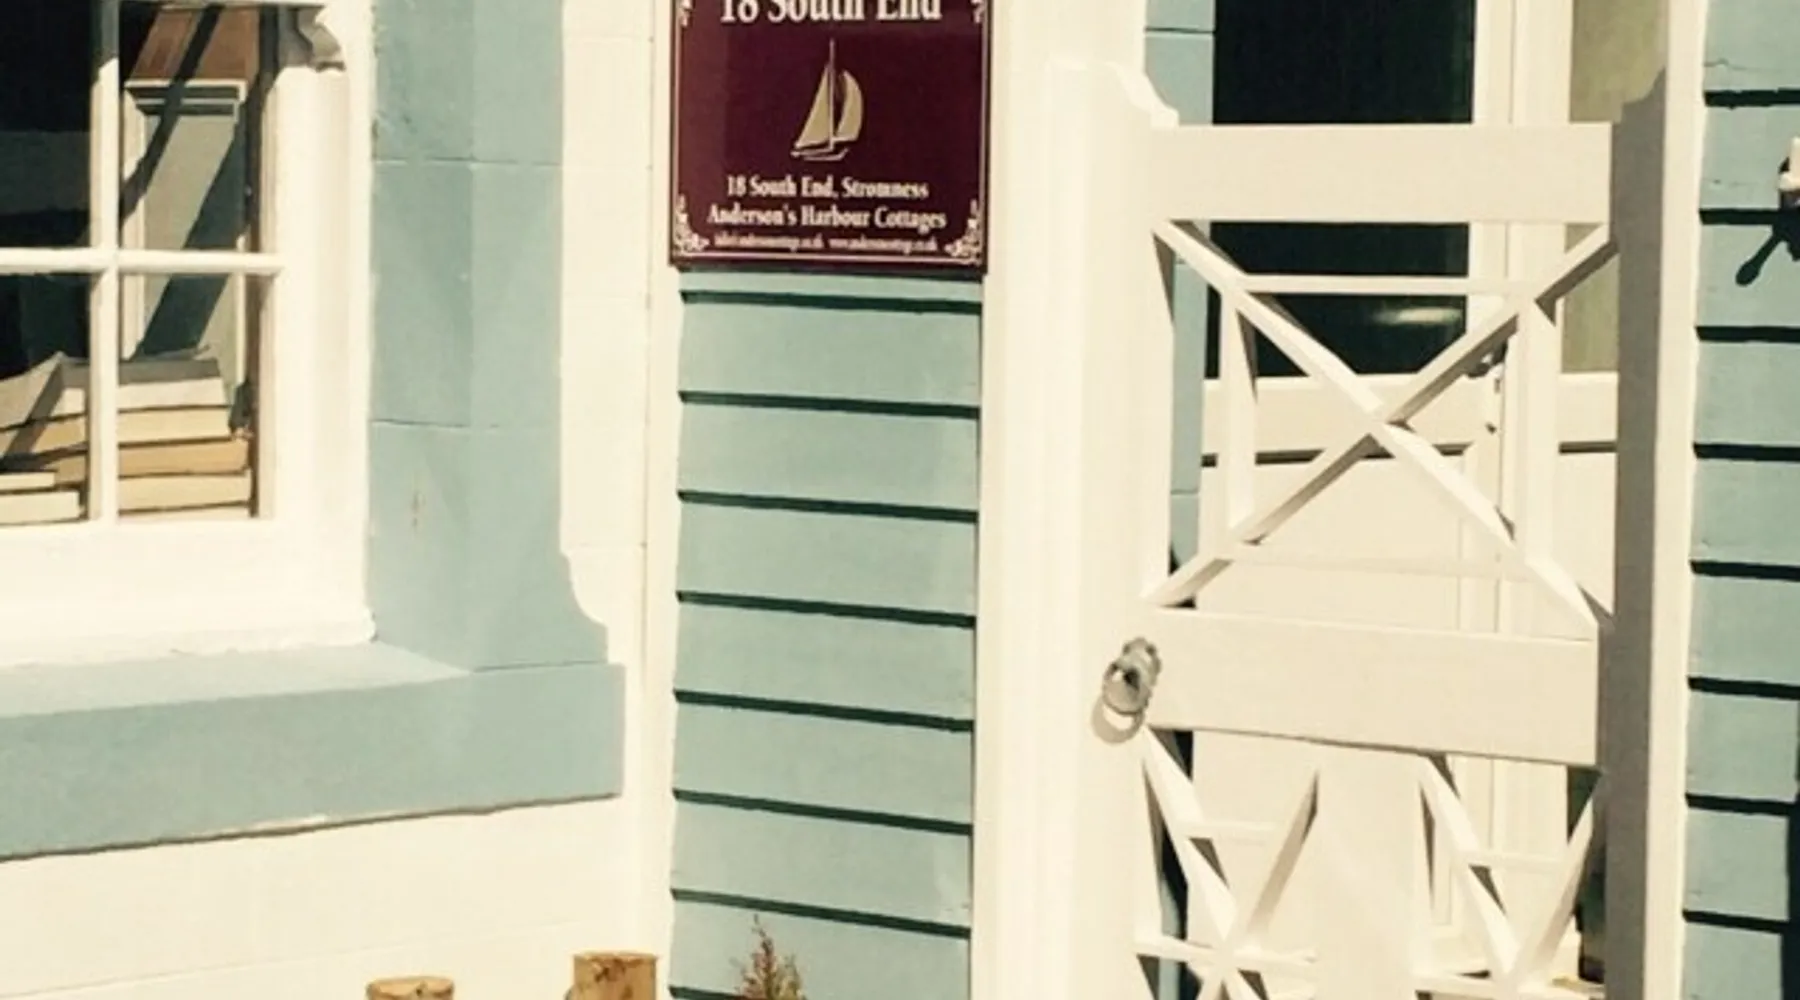 18 South End
18 South End, Stromness
Anderson's Harbour Cottages